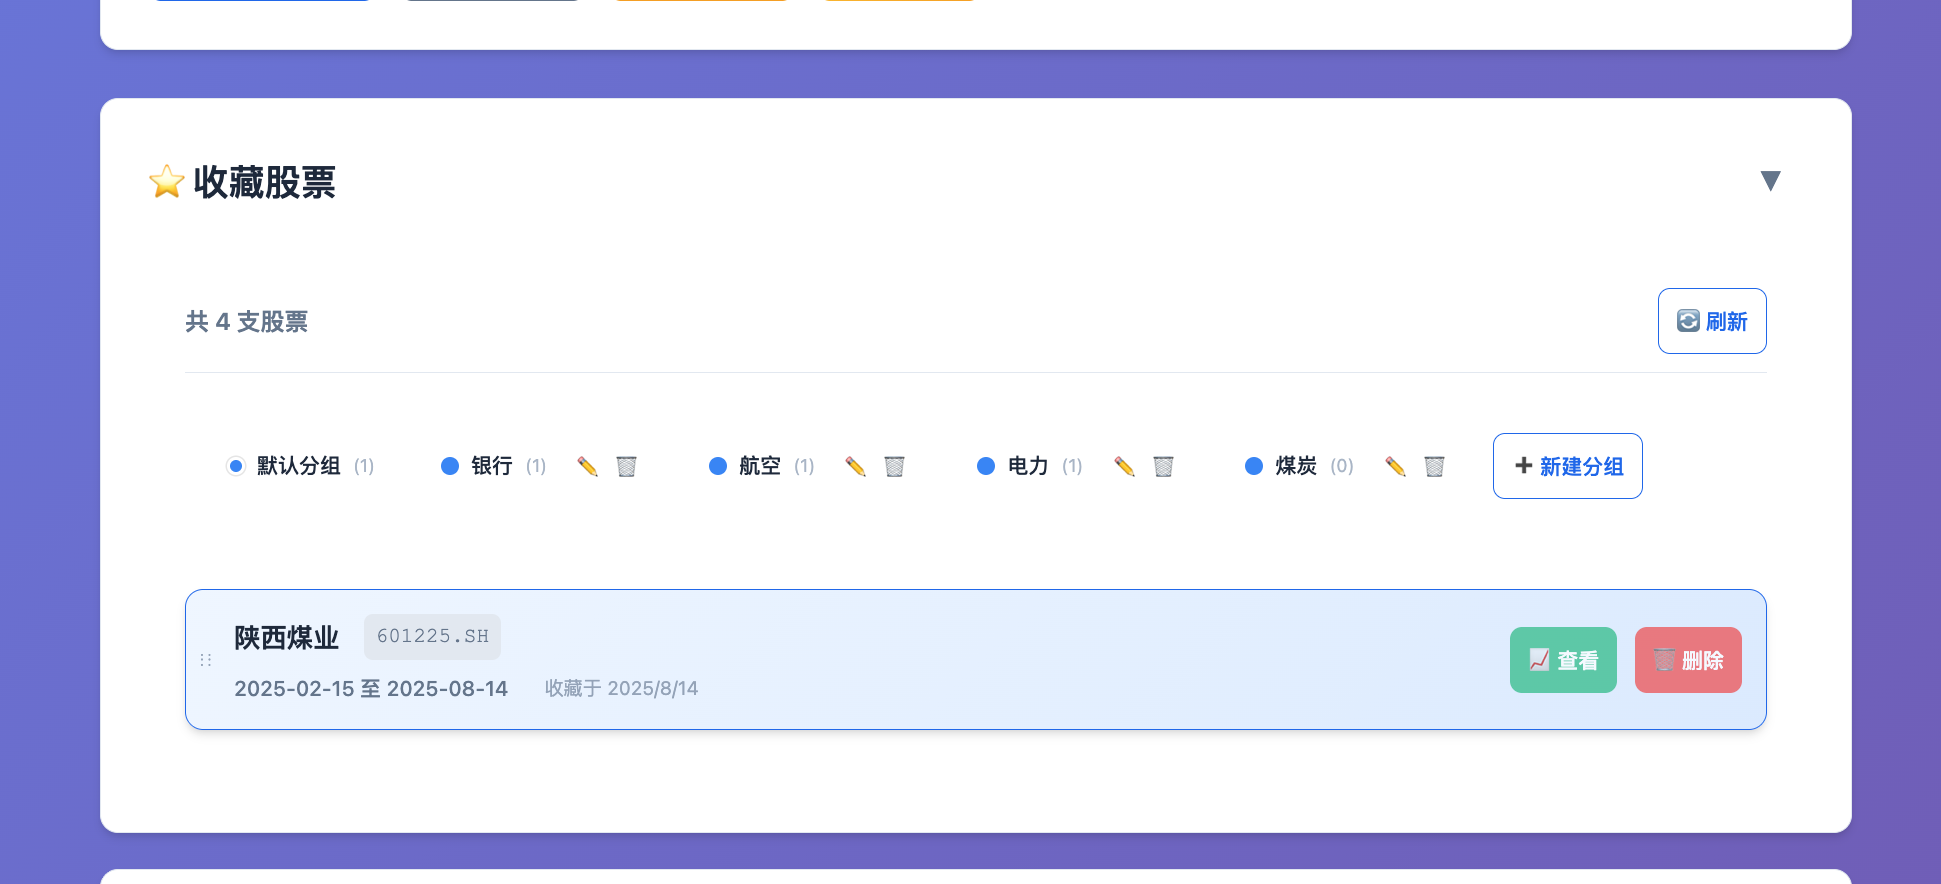 ⭐ 收藏股票 ▼
共 4 支股票
🔄 刷新
默认分组 (1) 银行 (1) ✏️ 🗑️ 航空 (1) ✏️ 🗑️ 电力 (1) ✏️ 🗑️ 煤炭 (0) ✏️ 🗑️ ➕ 新建分组
陕西煤业 601225.SH
2025-02-15 至 2025-08-14 收藏于 2025/8/14
📈 查看 🗑️ 删除